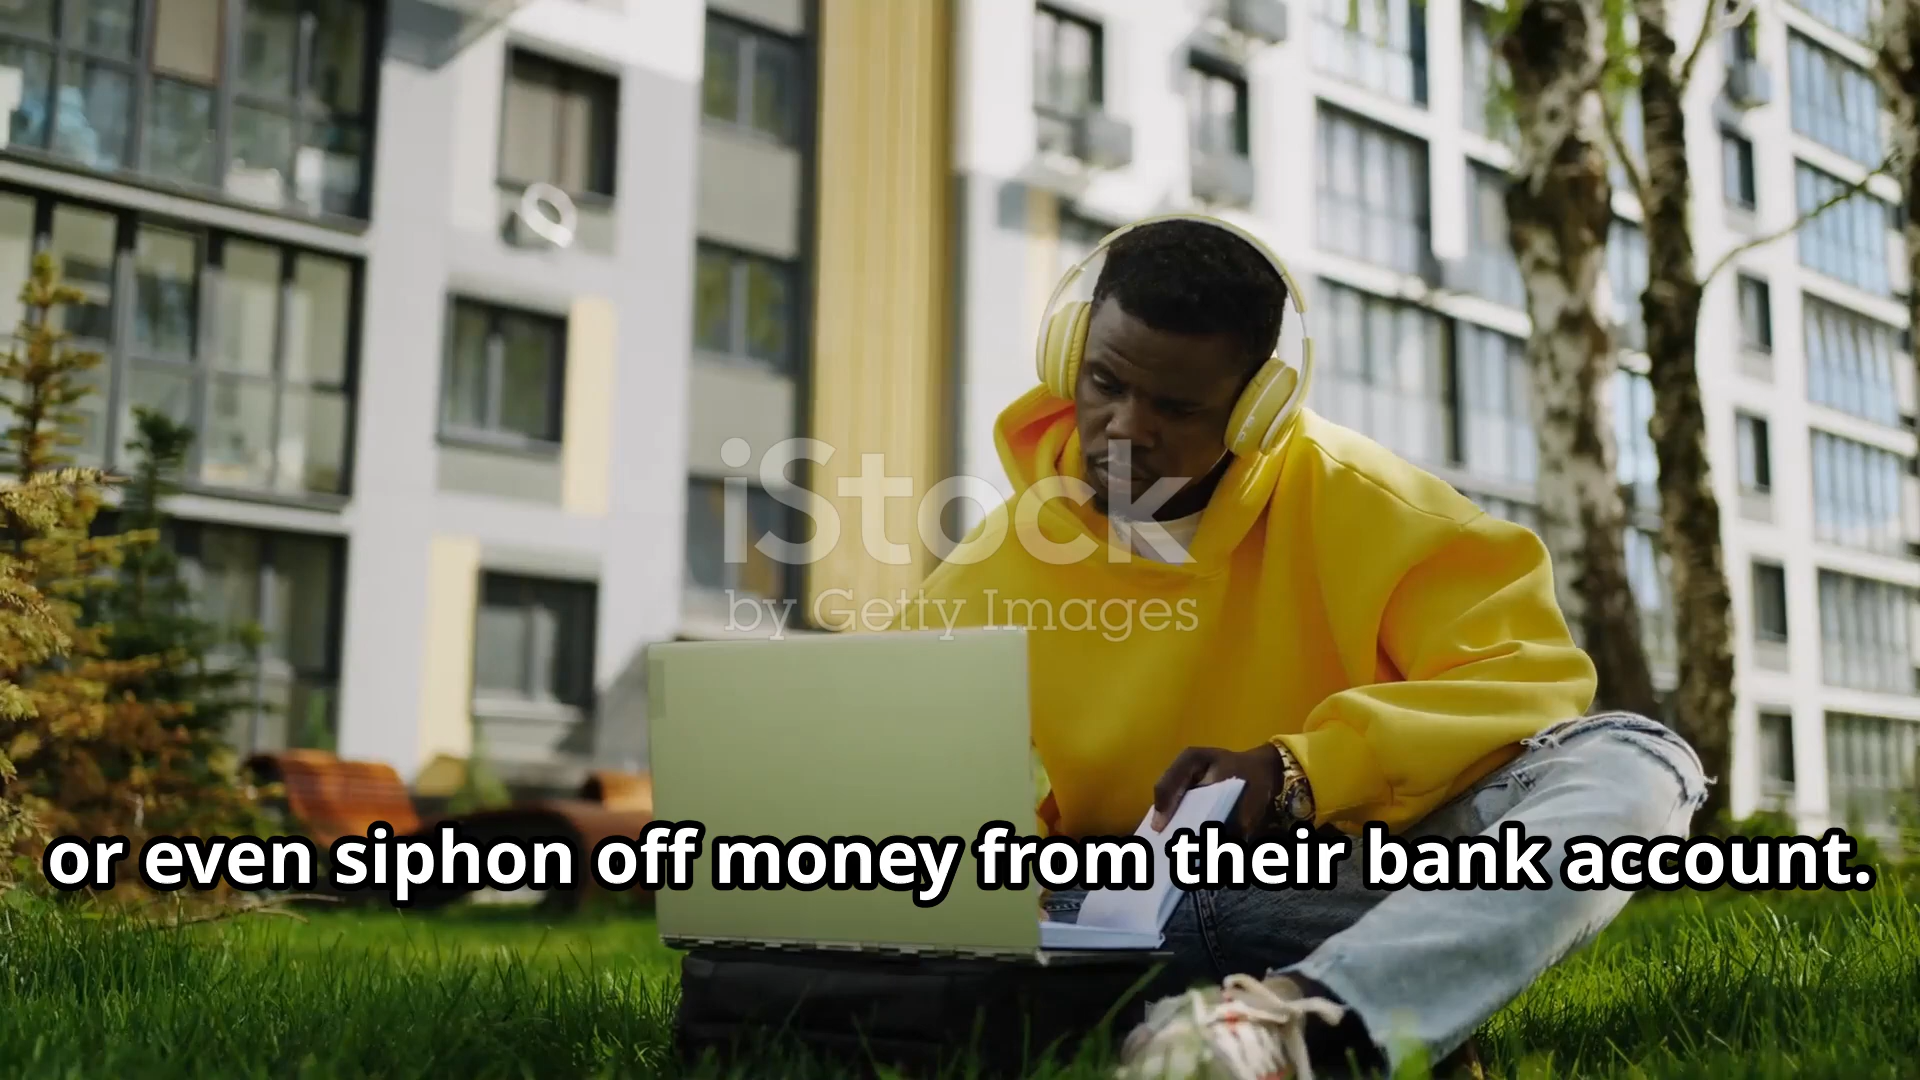 iStock
by Getty Images
or even siphon off money from their bank account.